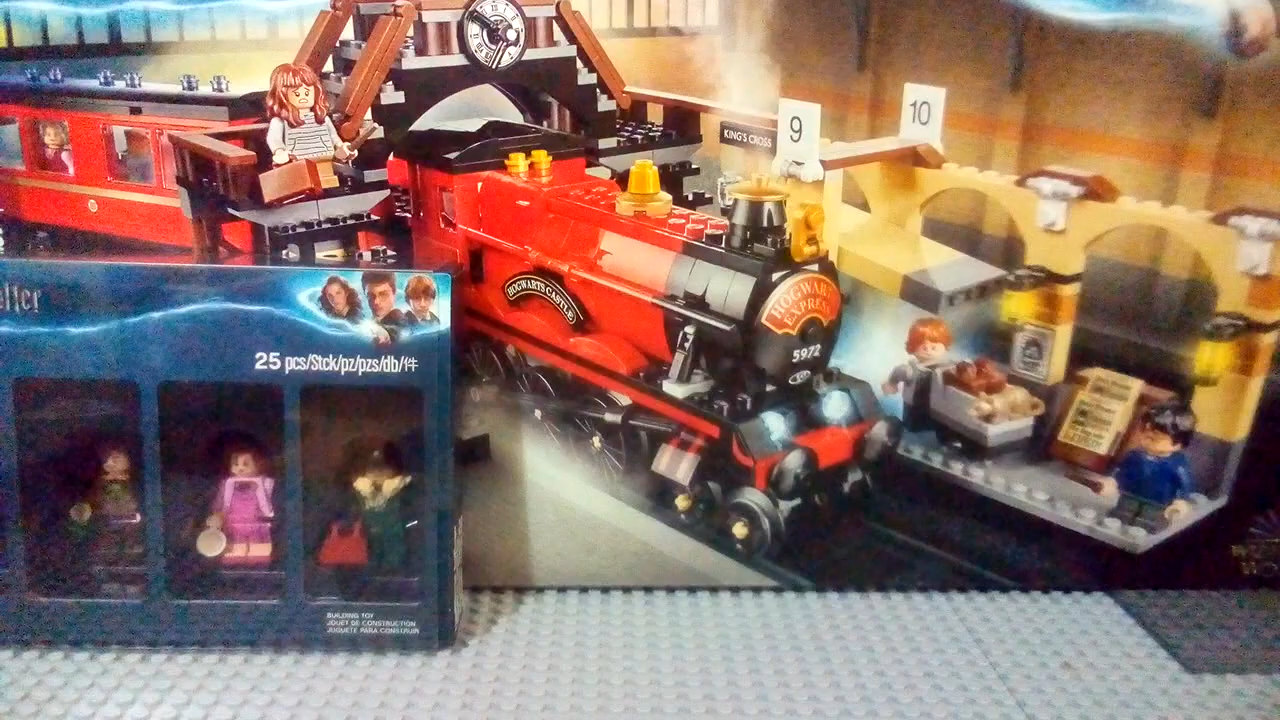 KING'S CROSS
9
10
HOGWARTS CASTLE
HOGWARTS
EXPRESS
5972
25 pcs/Stck/pz/pzs/db/件
BUILDING TOY
JOUET DE CONSTRUCTION
JUGUETE PARA CONSTRUIR